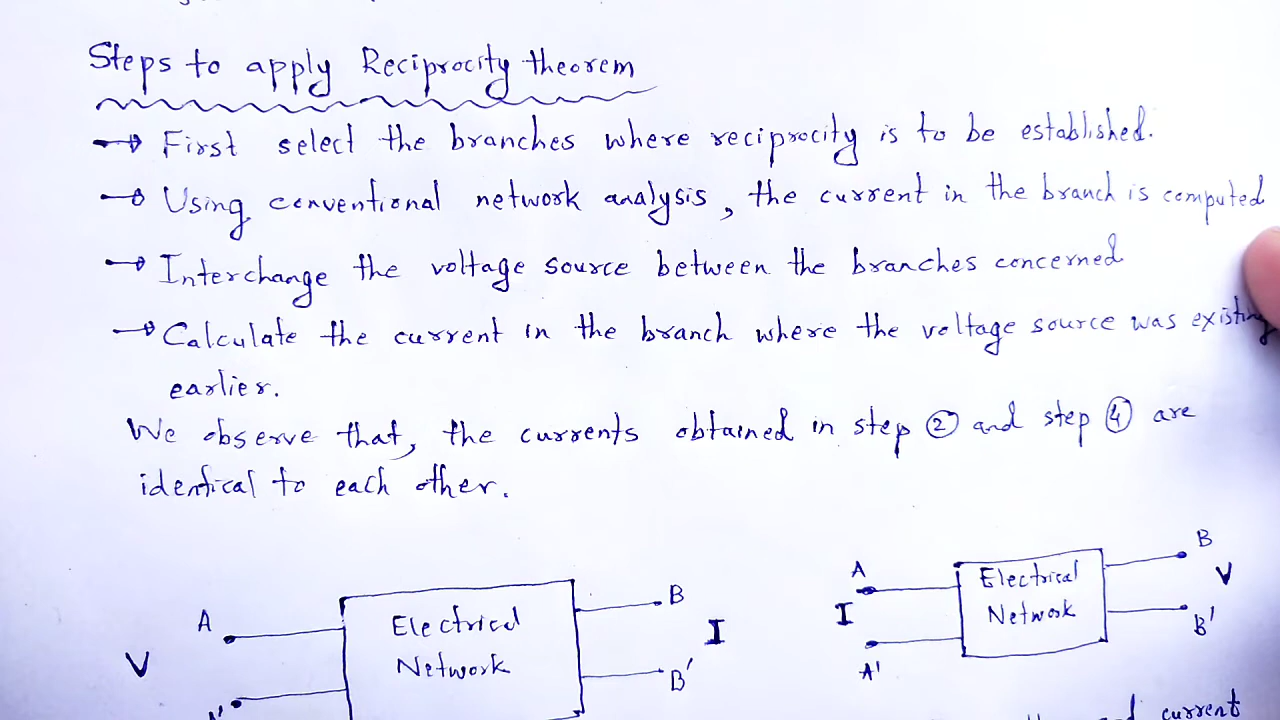 Steps to apply Reciprocity theorem
→ First select the branches where reciprocity is to be established.
→ Using conventional network analysis, the current in the branch is computed
→ Interchange the voltage source between the branches concerned
→ Calculate the current in the branch where the voltage source was existing
earlier.
We observe that, the currents obtained in step ② and step ④ are
identical to each other.
A
V
A'
Electrical
Network
B
I
B'
A
I
A'
Electrical
Network
B
V
B'
current